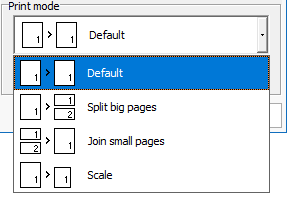 Print mode
1 > 1 Default
1 > 1 Default
1 > 1 2 Split big pages
1 2 > 1 Join small pages
1 > 1 Scale